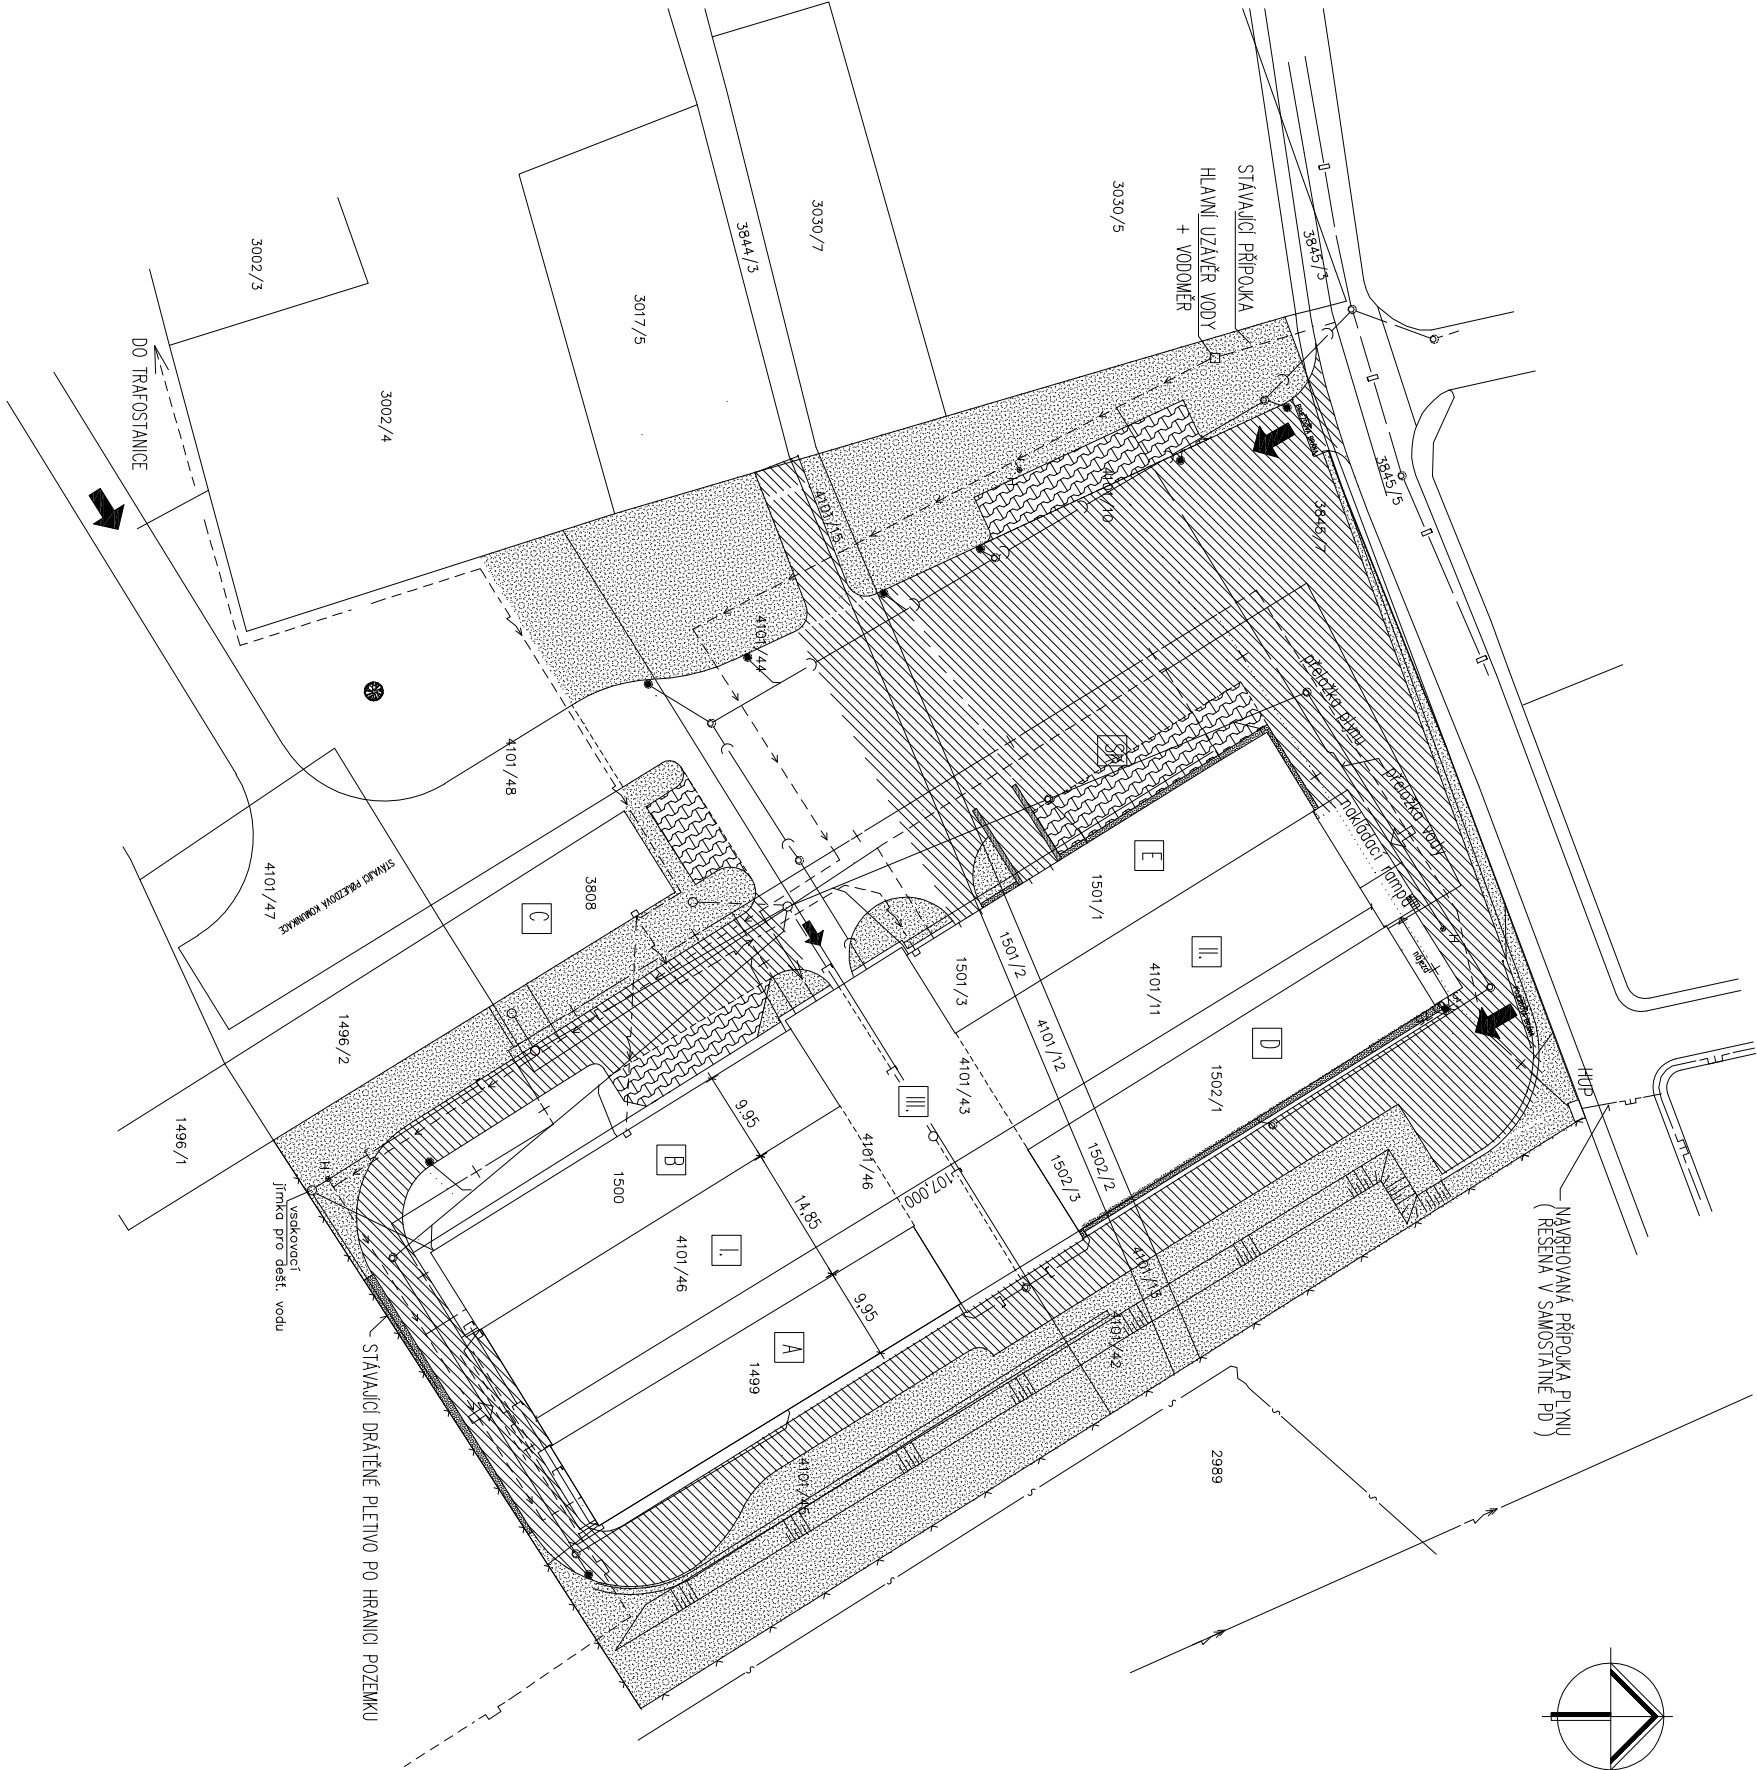 3030/5
3030/7
3844/3
3017/5
3002/3
3002/4
3845/3
3845/5
3845/7
STÁVAJÍCÍ PŘÍPOJKA
HLAVNÍ UZÁVĚR VODY
+ VODOMĚR
DO TRAFOSTANICE
4101/10
4101/15
4101/44
přeložka plynu
přeložka vody
nakládací rampa
nájezd
H
4101/48
4101/47
STÁVAJÍCÍ POJEZDOVÁ KOMUNIKACE
C
3808
E
1501/1
II.
4101/11
1501/2
1501/3
4101/12
4101/43
III.
D
1502/1
1502/2
1502/3
HUP
NAVRHOVANÁ PŘÍPOJKA PLYNU
( ŘEŠENA V SAMOSTATNÉ PD )
1496/2
1496/1
9,95
14,85
9,95
107,000
B
1500
4101/46
I.
4101/46
A
1499
4101/13
4101/42
4101/45
2989
H
vsakovací
jímka pro dešť. vodu
STÁVAJÍCÍ DRÁTĚNÉ PLETIVO PO HRANICI POZEMKU